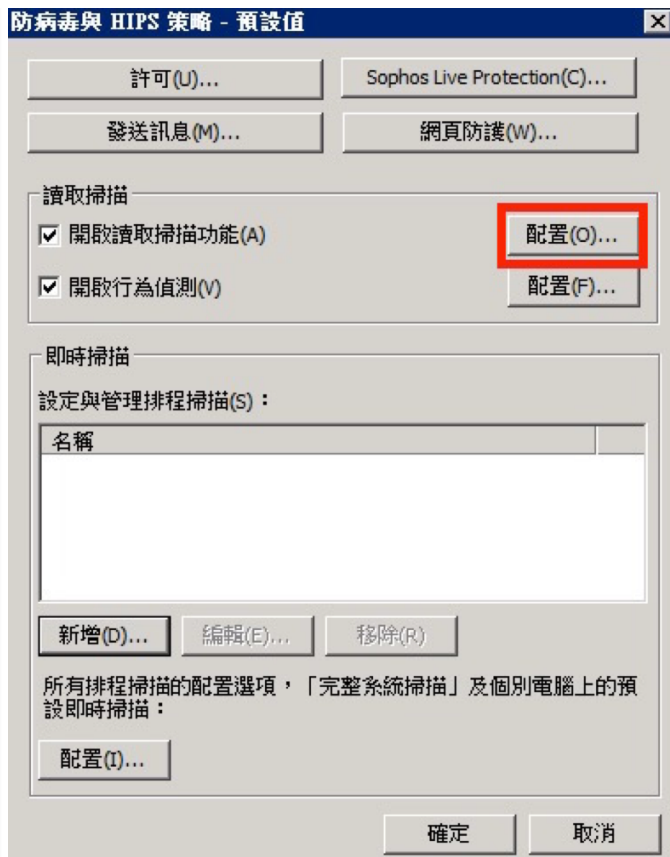 防病毒與 HIPS 策略 - 預設值
許可(U)...
Sophos Live Protection(C)...
發送訊息(M)...
網頁防護(W)...
讀取掃描
開啟讀取掃描功能(A)
配置(O)...
開啟行為偵測(V)
配置(F)...
即時掃描
設定與管理排程掃描(S)：
名稱
新增(D)...
編輯(E)...
移除(R)
所有排程掃描的配置選項，「完整系統掃描」及個別電腦上的預
設即時掃描：
配置(I)...
確定
取消